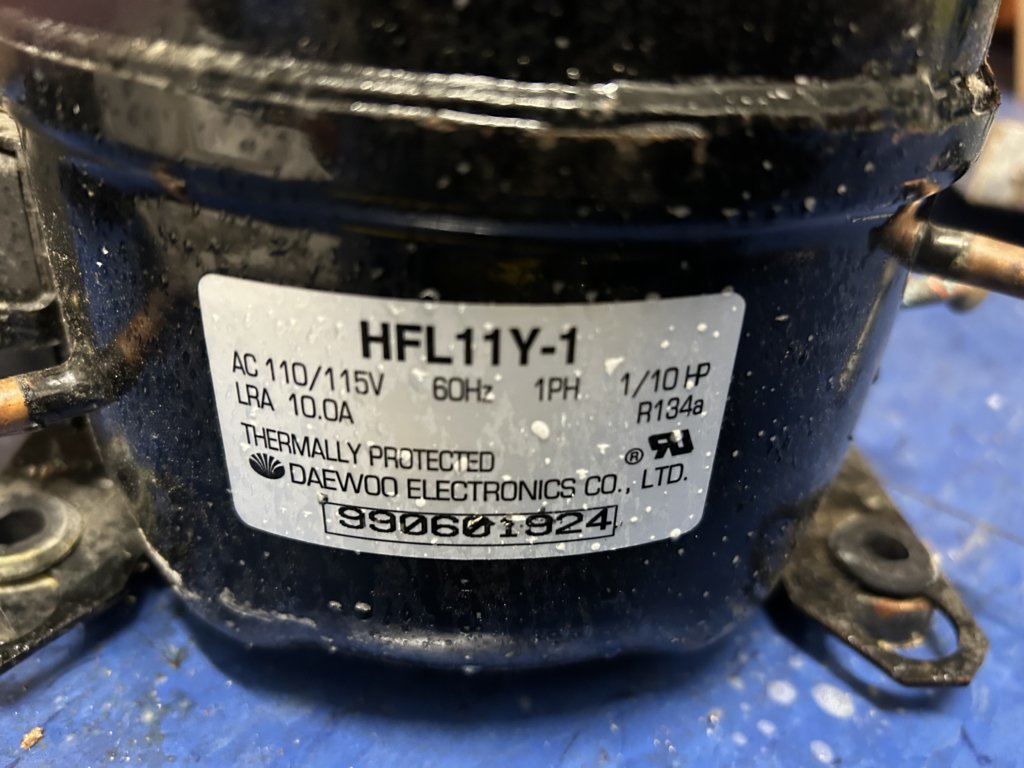 HFL11Y-1
AC 110/115V 60Hz 1PH 1/10 HP
LRA 10.0A R134a
THERMALLY PROTECTED ® RU
DAEWOO ELECTRONICS CO., LTD.
990601924